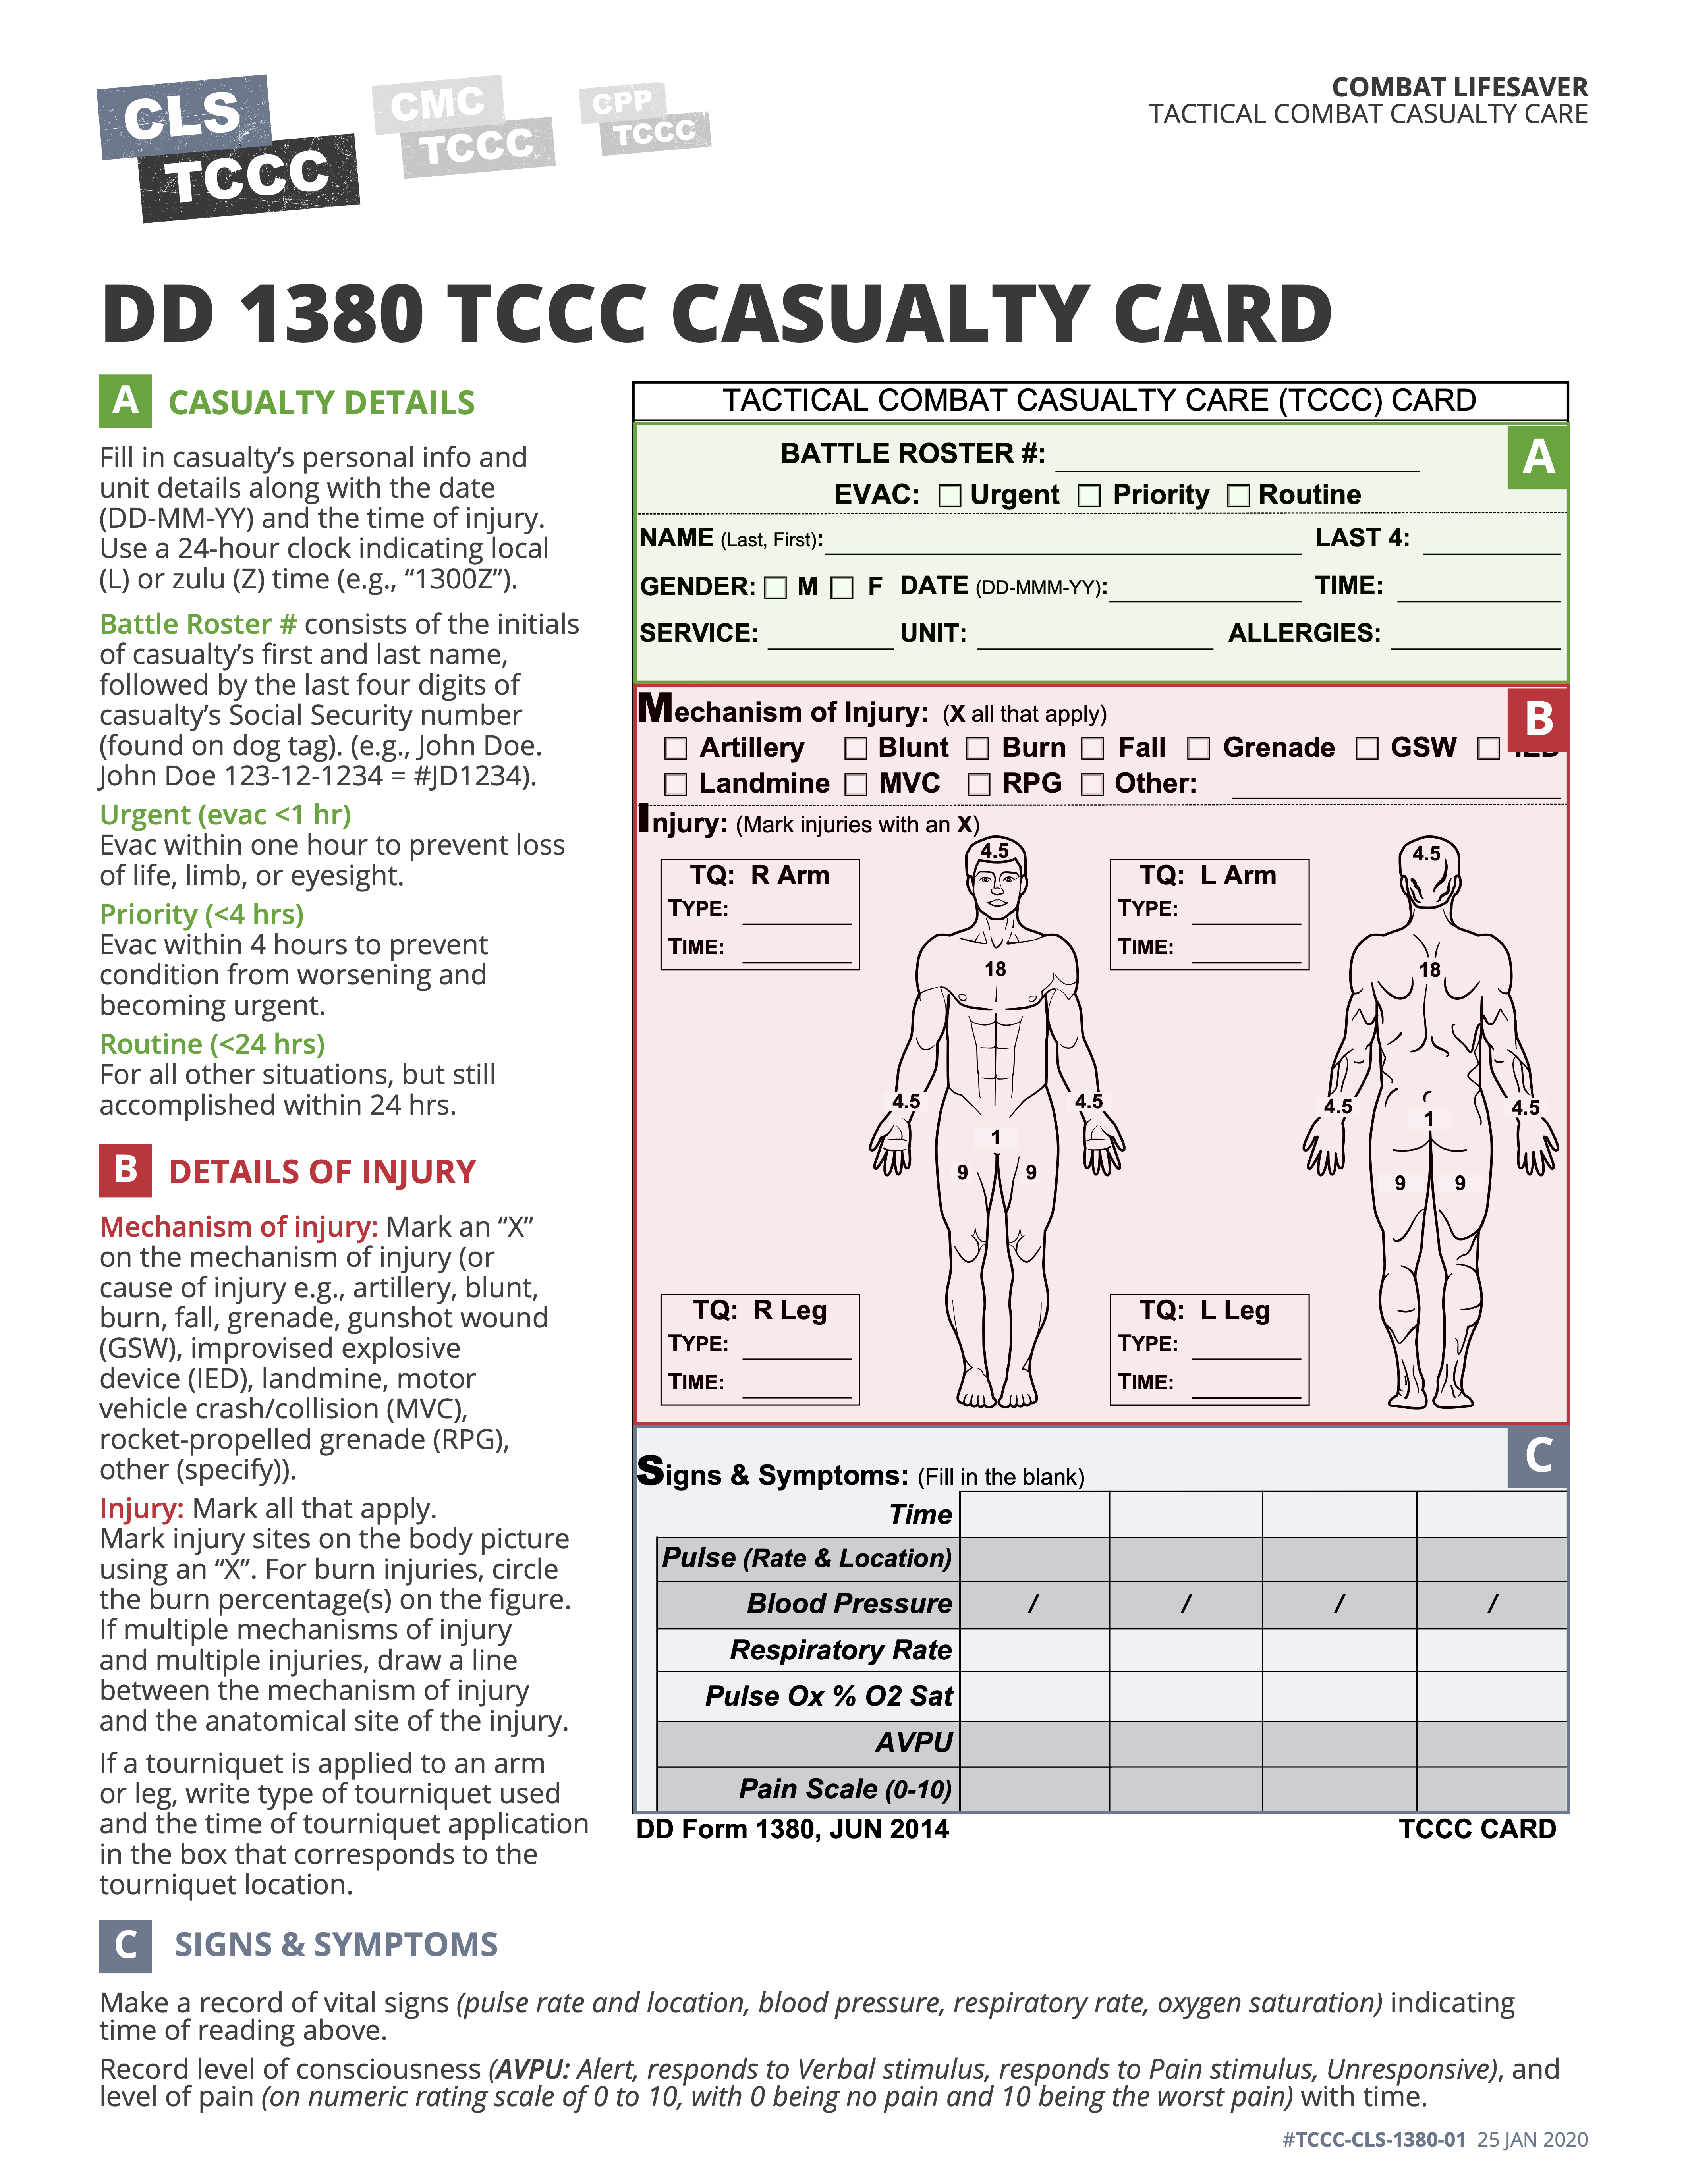 CLS
TCCC
CMC
TCCC
CPP
TCCC
COMBAT LIFESAVER
TACTICAL COMBAT CASUALTY CARE
DD 1380 TCCC CASUALTY CARD
A CASUALTY DETAILS
Fill in casualty’s personal info and
unit details along with the date
(DD-MM-YY) and the time of injury.
Use a 24-hour clock indicating local
(L) or zulu (Z) time (e.g., “1300Z”).
Battle Roster # consists of the initials
of casualty’s first and last name,
followed by the last four digits of
casualty’s Social Security number
(found on dog tag). (e.g., John Doe.
John Doe 123-12-1234 = #JD1234).
Urgent (evac <1 hr)
Evac within one hour to prevent loss
of life, limb, or eyesight.
Priority (<4 hrs)
Evac within 4 hours to prevent
condition from worsening and
becoming urgent.
Routine (<24 hrs)
For all other situations, but still
accomplished within 24 hrs.
B DETAILS OF INJURY
Mechanism of injury: Mark an “X”
on the mechanism of injury (or
cause of injury e.g., artillery, blunt,
burn, fall, grenade, gunshot wound
(GSW), improvised explosive
device (IED), landmine, motor
vehicle crash/collision (MVC),
rocket-propelled grenade (RPG),
other (specify)).
Injury: Mark all that apply.
Mark injury sites on the body picture
using an “X”. For burn injuries, circle
the burn percentage(s) on the figure.
If multiple mechanisms of injury
and multiple injuries, draw a line
between the mechanism of injury
and the anatomical site of the injury.
If a tourniquet is applied to an arm
or leg, write type of tourniquet used
and the time of tourniquet application
in the box that corresponds to the
tourniquet location.
TACTICAL COMBAT CASUALTY CARE (TCCC) CARD
A
BATTLE ROSTER #:
EVAC: Urgent Priority Routine
NAME (Last, First): LAST 4:
GENDER: M F DATE (DD-MMM-YY): TIME:
SERVICE: UNIT: ALLERGIES:
B
Mechanism of Injury: (X all that apply)
Artillery Blunt Burn Fall Grenade GSW IED
Landmine MVC RPG Other:
Injury: (Mark injuries with an X)
TQ: R Arm
TYPE:
TIME:
4.5
18
4.5 4.5
1
9 9
TQ: L Arm
TYPE:
TIME:
4.5
18
4.5 4.5
1
9 9
TQ: R Leg
TYPE:
TIME:
TQ: L Leg
TYPE:
TIME:
C
Signs & Symptoms: (Fill in the blank)
Time
Pulse (Rate & Location)
Blood Pressure / / / /
Respiratory Rate
Pulse Ox % O2 Sat
AVPU
Pain Scale (0-10)
DD Form 1380, JUN 2014 TCCC CARD
C SIGNS & SYMPTOMS
Make a record of vital signs (pulse rate and location, blood pressure, respiratory rate, oxygen saturation) indicating
time of reading above.
Record level of consciousness (AVPU: Alert, responds to Verbal stimulus, responds to Pain stimulus, Unresponsive), and
level of pain (on numeric rating scale of 0 to 10, with 0 being no pain and 10 being the worst pain) with time.
#TCCC-CLS-1380-01 25 JAN 2020